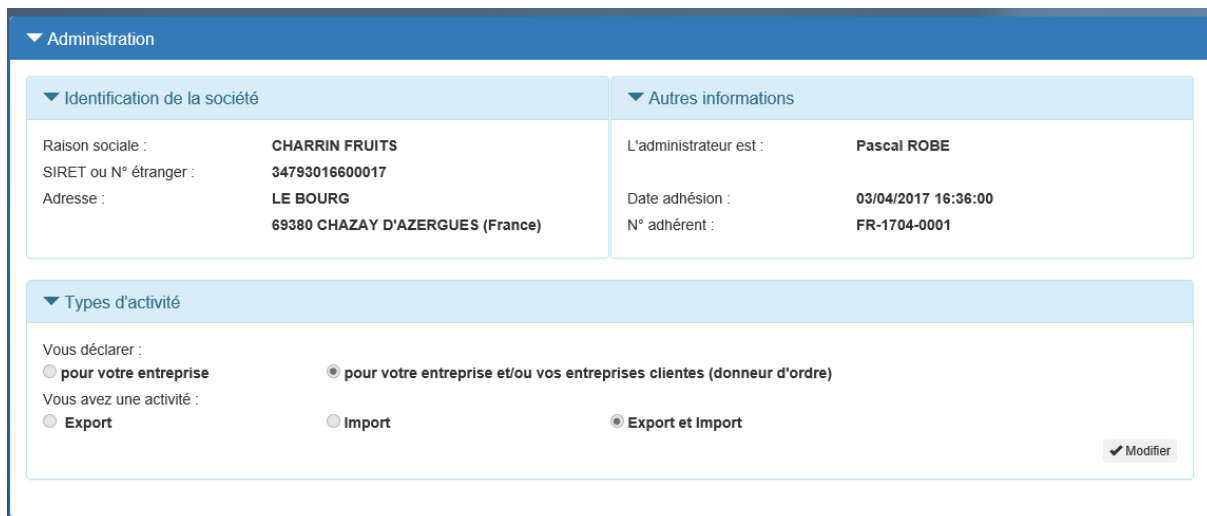 Administration
Identification de la société
Raison sociale : CHARRIN FRUITS
SIRET ou N° étranger : 34793016600017
Adresse : LE BOURG
69380 CHAZAY D'AZERGUES (France)
Autres informations
L'administrateur est : Pascal ROBE
Date adhésion : 03/04/2017 16:36:00
N° adhérent : FR-1704-0001
Types d'activité
Vous déclarer :
pour votre entreprise pour votre entreprise et/ou vos entreprises clientes (donneur d'ordre)
Vous avez une activité :
Export Import Export et Import
Modifier